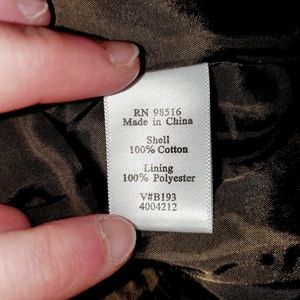 RN 98516
Made in China
Shell
100% Cotton
Lining
100% Polyester
V#B193
4004212